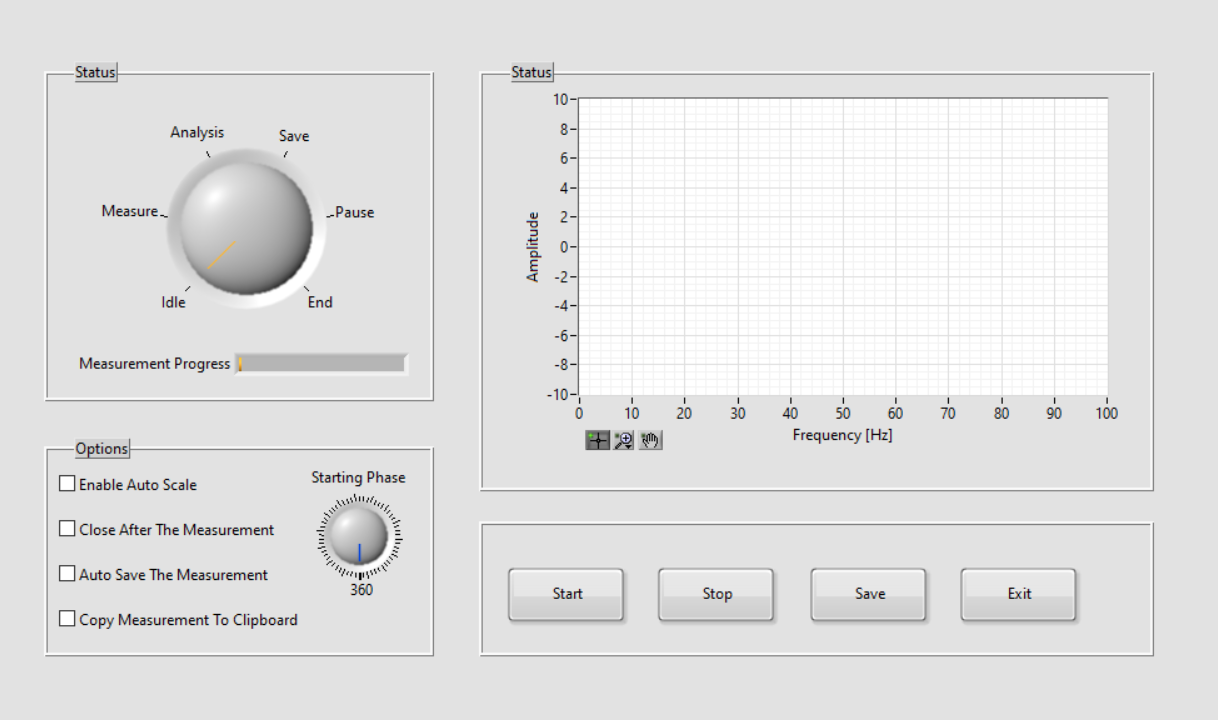 Status
Analysis
Save
Measure
Pause
Idle
End
Measurement Progress
Options
Enable Auto Scale
Close After The Measurement
Auto Save The Measurement
Copy Measurement To Clipboard
Starting Phase
360
Status
Amplitude
10
8
6
4
2
0
-2
-4
-6
-8
-10
0 10 20 30 40 50 60 70 80 90 100
Frequency [Hz]
Start Stop Save Exit